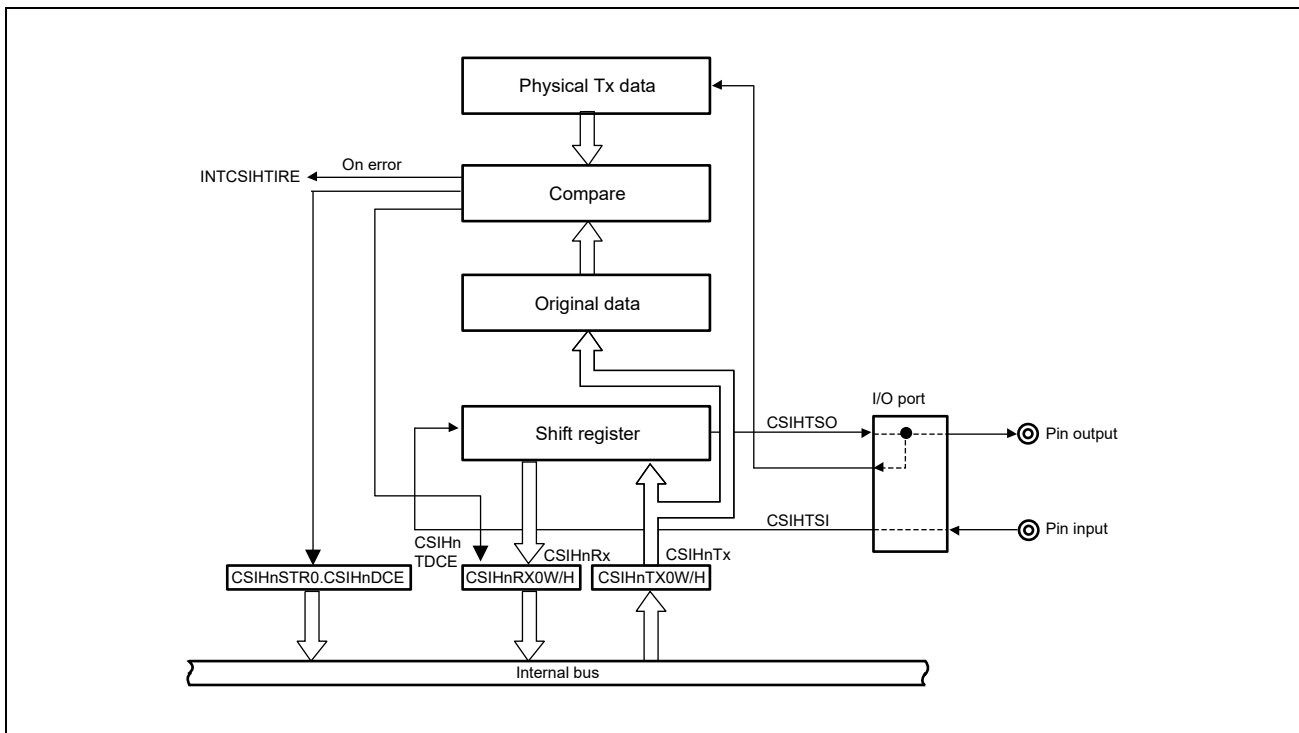 Physical Tx data
On error
INTCSIHTIRE
Compare
Original data
I/O port
CSIHTSO
Shift register
Pin output
CSIHTSI
Pin input
CSIHn
TDCE
CSIHnRx
CSIHnTx
CSIHnSTR0.CSIHnDCE
CSIHnRX0W/H
CSIHnTX0W/H
Internal bus